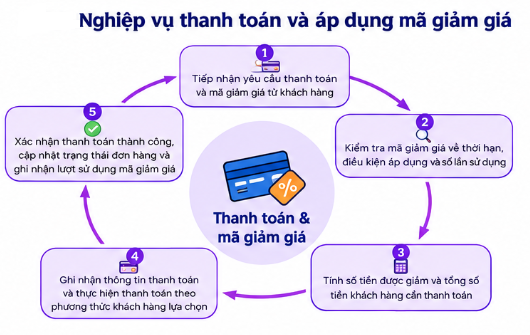 Nghiệp vụ thanh toán và áp dụng mã giảm giá
1
Tiếp nhận yêu cầu thanh toán
và mã giảm giá từ khách hàng
2
Kiểm tra mã giảm giá về thời hạn,
điều kiện áp dụng và số lần sử dụng
3
Tính số tiền được giảm và tổng số
tiền khách hàng cần thanh toán
4
Ghi nhận thông tin thanh toán
và thực hiện thanh toán theo
phương thức khách hàng lựa chọn
5
Xác nhận thanh toán thành công,
cập nhật trạng thái đơn hàng và
ghi nhận lượt sử dụng mã giảm giá
%
Thanh toán &
mã giảm giá